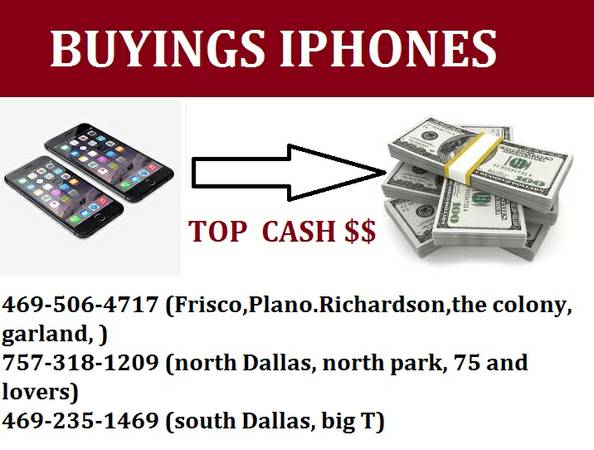 BUYINGS IPHONES
TOP CASH $$
469-506-4717 (Frisco,Plano.Richardson,the colony,
garland, )
757-318-1209 (north Dallas, north park, 75 and
lovers)
469-235-1469 (south Dallas, big T)